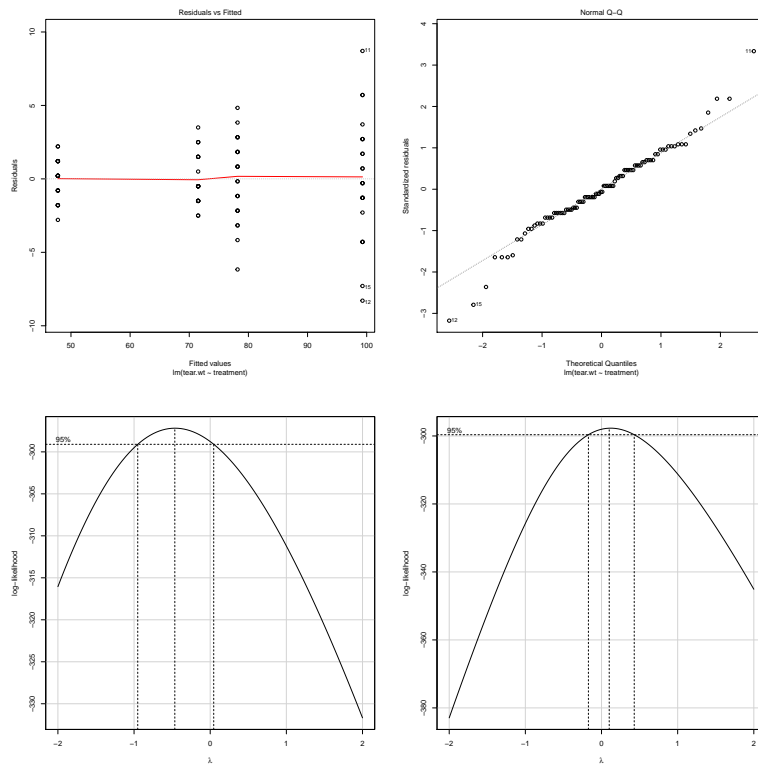 Residuals vs Fitted
10
5
0
−5
−10
Residuals
11
15
12
50 60 70 80 90 100
Fitted values
lm(tear.wt ~ treatment)
Normal Q−Q
4
3
2
1
0
−1
−2
−3
Standardized residuals
11
15
12
−2 −1 0 1 2
Theoretical Quantiles
lm(tear.wt ~ treatment)
95%
−300
−305
−310
−315
−320
−325
−330
log−likelihood
−2 −1 0 1 2
λ
95%
−300
−320
−340
−360
−380
log−likelihood
−2 −1 0 1 2
λ